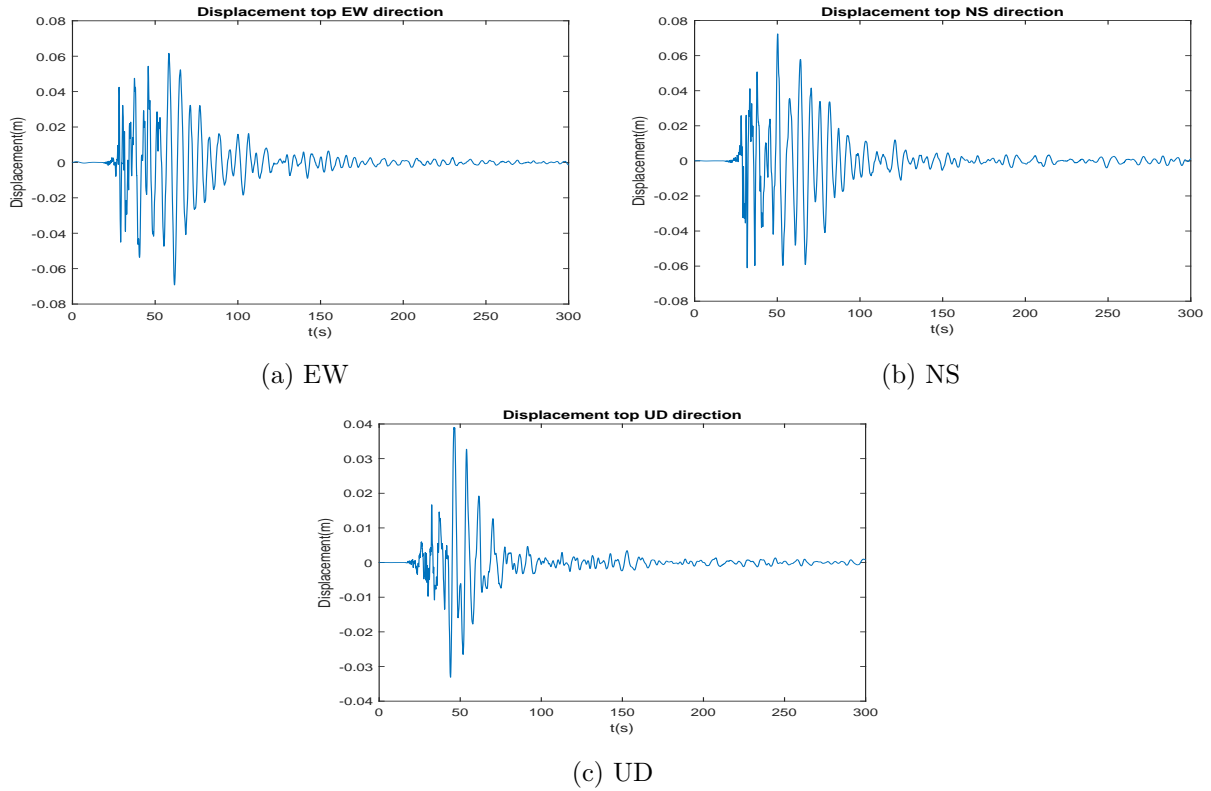 Displacement top EW direction
0.08
0.06
0.04
0.02
0
-0.02
-0.04
-0.06
-0.08
Displacement(m)
0 50 100 150 200 250 300
t(s)
(a) EW
Displacement top NS direction
0.08
0.06
0.04
0.02
0
-0.02
-0.04
-0.06
-0.08
Displacement(m)
0 50 100 150 200 250 300
t(s)
(b) NS
Displacement top UD direction
0.04
0.03
0.02
0.01
0
-0.01
-0.02
-0.03
-0.04
Displacement(m)
0 50 100 150 200 250 300
t(s)
(c) UD